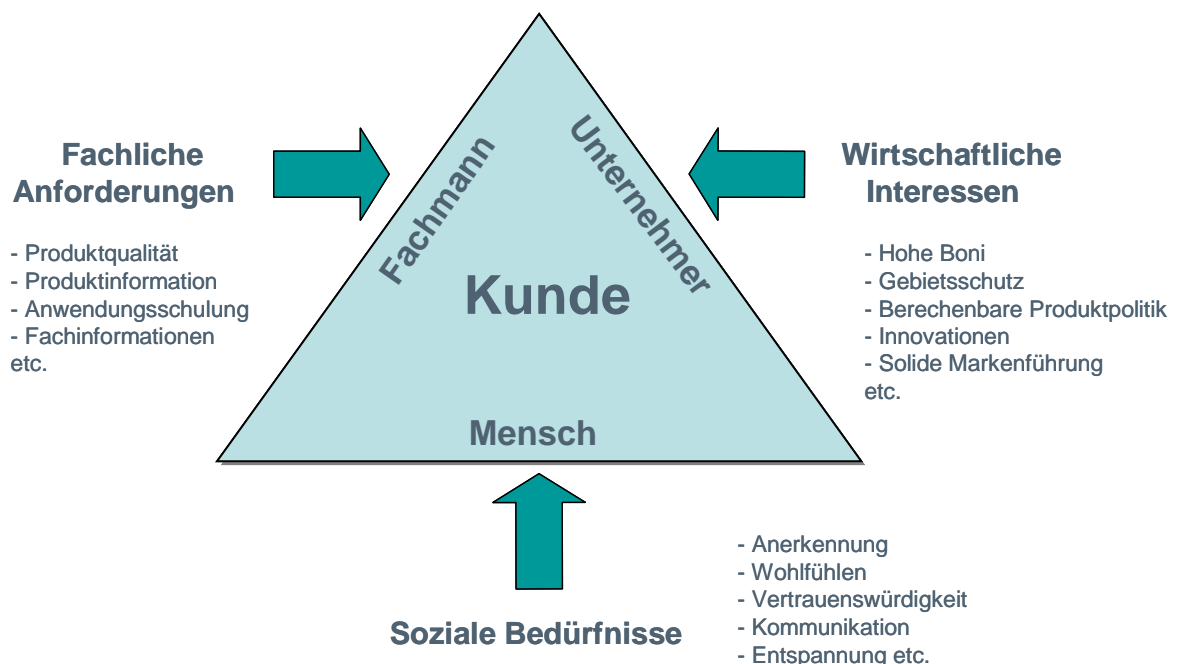 Fachliche
Anforderungen
- Produktqualität
- Produktinformation
- Anwendungsschulung
- Fachinformationen
etc.
Fachmann
Unternehmer
Kunde
Mensch
Wirtschaftliche
Interessen
- Hohe Boni
- Gebietsschutz
- Berechenbare Produktpolitik
- Innovationen
- Solide Markenführung
etc.
Soziale Bedürfnisse
- Anerkennung
- Wohlfühlen
- Vertrauenswürdigkeit
- Kommunikation
- Entspannung etc.